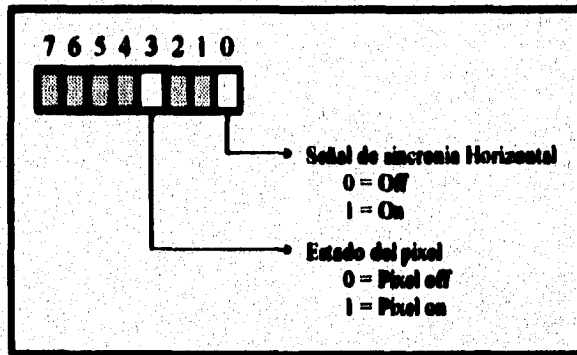 7 6 5 4 3 2 1 0
Señal de sincronia Horizontal
0 = Off
1 = On
Estado del pixel
0 = Pixel off
1 = Pixel on